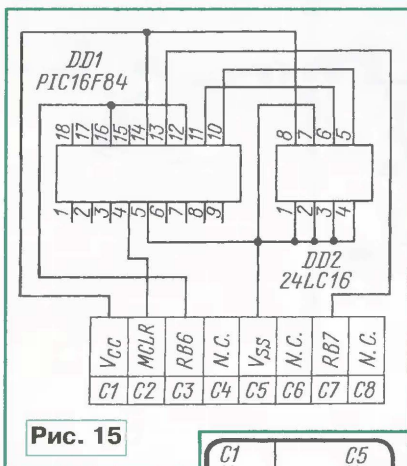 DD1
PIC16F84
18 17 16 15 14 13 12 11 10
8 7 6 5
1 2 3 4 5 6 7 8 9
1 2 3 4
DD2
24LC16
VCC MCLR RB6 N.C. VSS N.C. RB7 N.C.
C1 C2 C3 C4 C5 C6 C7 C8
Рис. 15
C1 C5